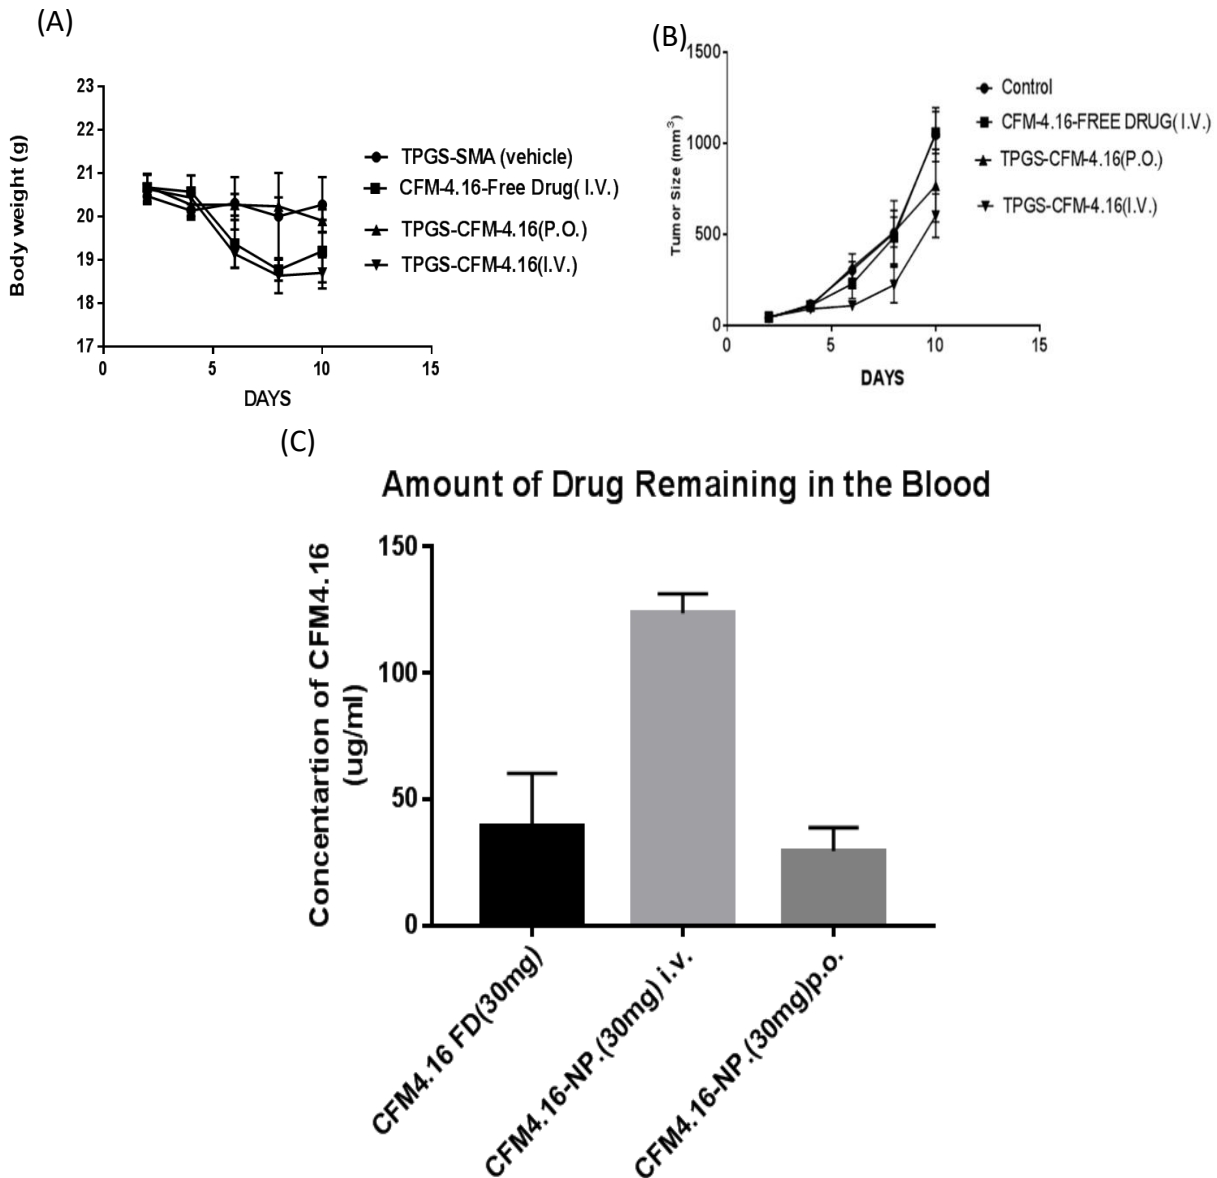 (A)
23
22
21
20
19
18
17
0
5
10
15
Body weight (g)
DAYS
TPGS-SMA (vehicle)
CFM-4.16-Free Drug( I.V.)
TPGS-CFM-4.16(P.O.)
TPGS-CFM-4.16(I.V.)
(B)
1500
1000
500
0
0
5
10
15
Tumor Size (mm3)
DAYS
Control
CFM-4.16-FREE DRUG( I.V.)
TPGS-CFM-4.16(P.O.)
TPGS-CFM-4.16(I.V.)
(C)
Amount of Drug Remaining in the Blood
Concentartion of CFM4.16
(ug/ml)
150
100
50
0
CFM4.16 FD(30mg)
CFM4.16-NP.(30mg) i.v.
CFM4.16-NP.(30mg)p.o.